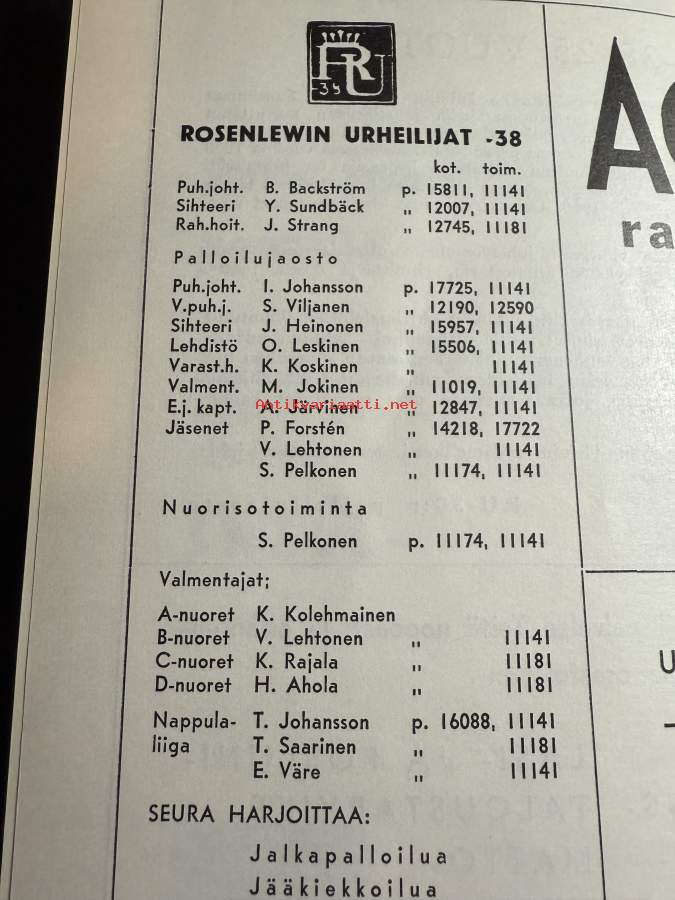 RU
-38
ROSENLEWIN URHEILIJAT -38
kot. toim.
Puh.joht. B. Backström p. 15811, 11141
Sihteeri Y. Sundbäck „ 12007, 11141
Rah.hoit. J. Strang „ 12745, 11181
Palloilujaosto
Puh.joht. I. Johansson p. 17725, 11141
V.puh.j. S. Viljanen „ 12190, 12590
Sihteeri J. Heinonen „ 15957, 11141
Lehdistö O. Leskinen „ 15506, 11141
Varast.h. K. Koskinen „ 11141
Valment. M. Jokinen „ 11019, 11141
E.j. kapt. A. Järvinen „ 12847, 11141
Antikvariaatti.net
Jäsenet P. Forstén „ 14218, 17722
V. Lehtonen „ 11141
S. Pelkonen „ 11174, 11141
Nuorisotoiminta
S. Pelkonen p. 11174, 11141
Valmentajat;
A-nuoret K. Kolehmainen
B-nuoret V. Lehtonen „ 11141
C-nuoret K. Rajala „ 11181
D-nuoret H. Ahola „ 11181
Nappula- T. Johansson p. 16088, 11141
liiga T. Saarinen „ 11181
E. Väre „ 11141
SEURA HARJOITTAA:
Jalkapalloilua
Jääkiekkoilua
ra
U